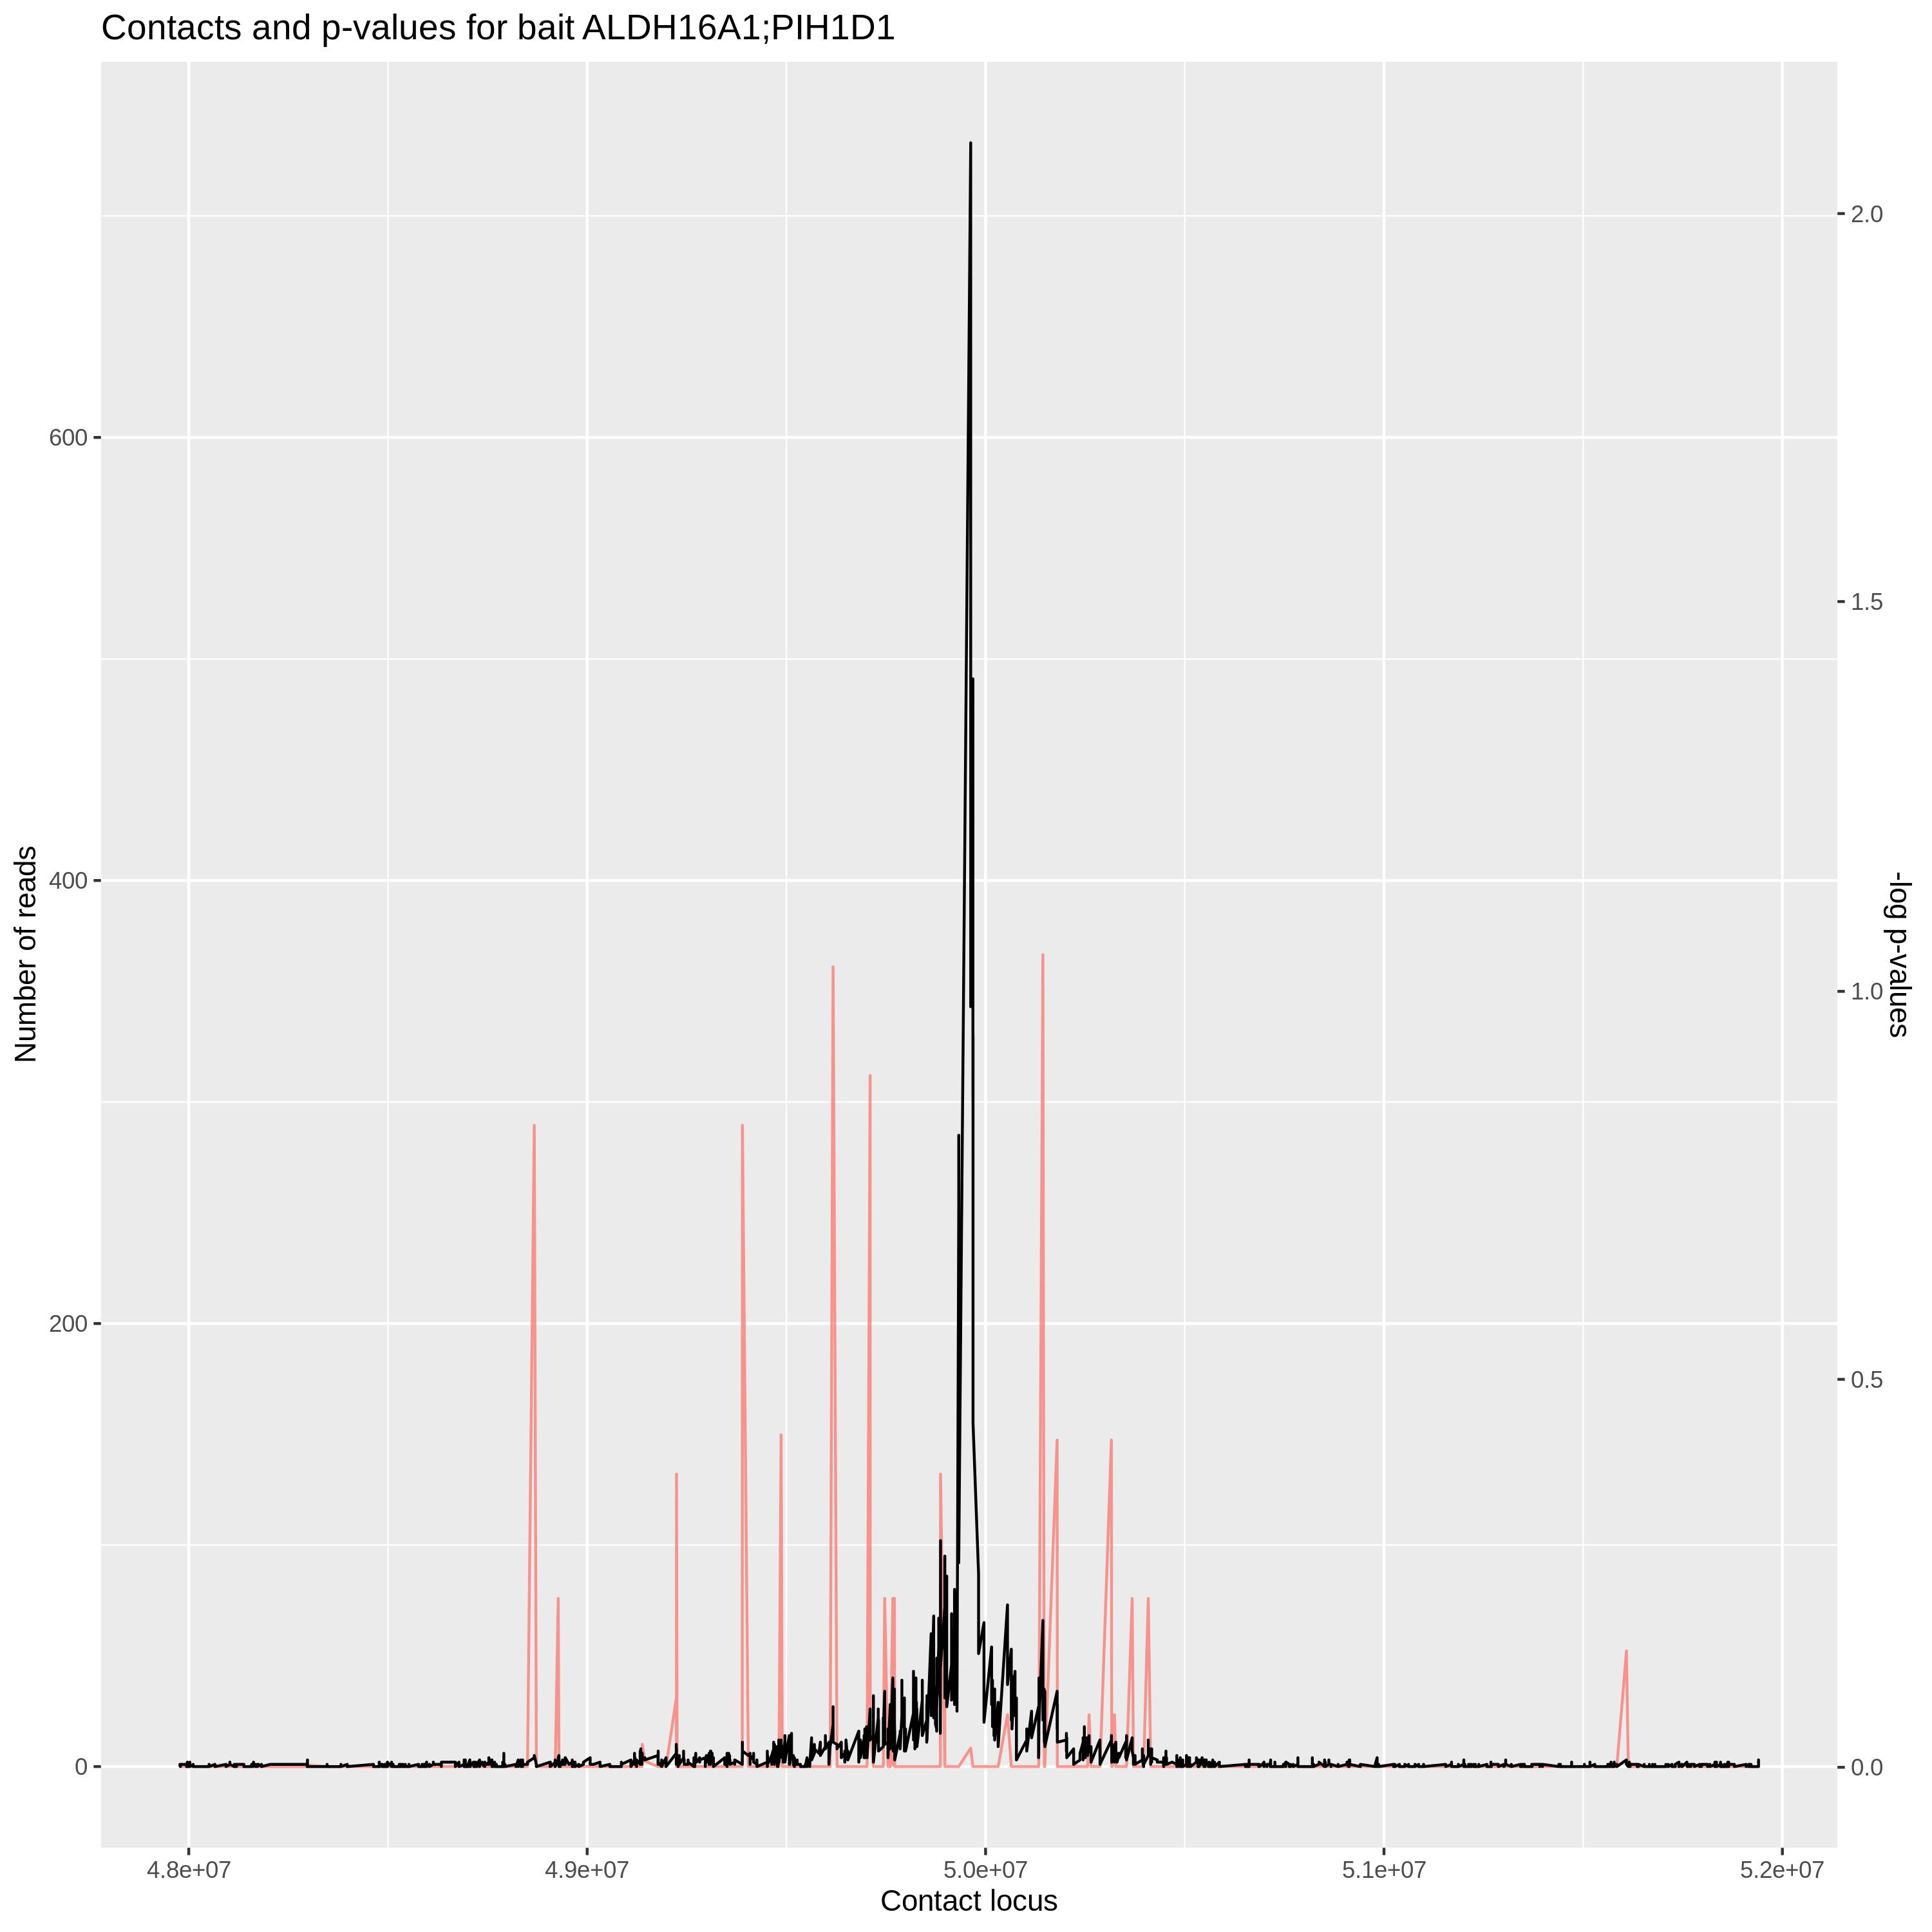 Contacts and p-values for bait ALDH16A1;PIH1D1
600
400
200
0
Number of reads
2.0
1.5
1.0
0.5
0.0
-log p-values
4.8e+07
4.9e+07
5.0e+07
5.1e+07
5.2e+07
Contact locus